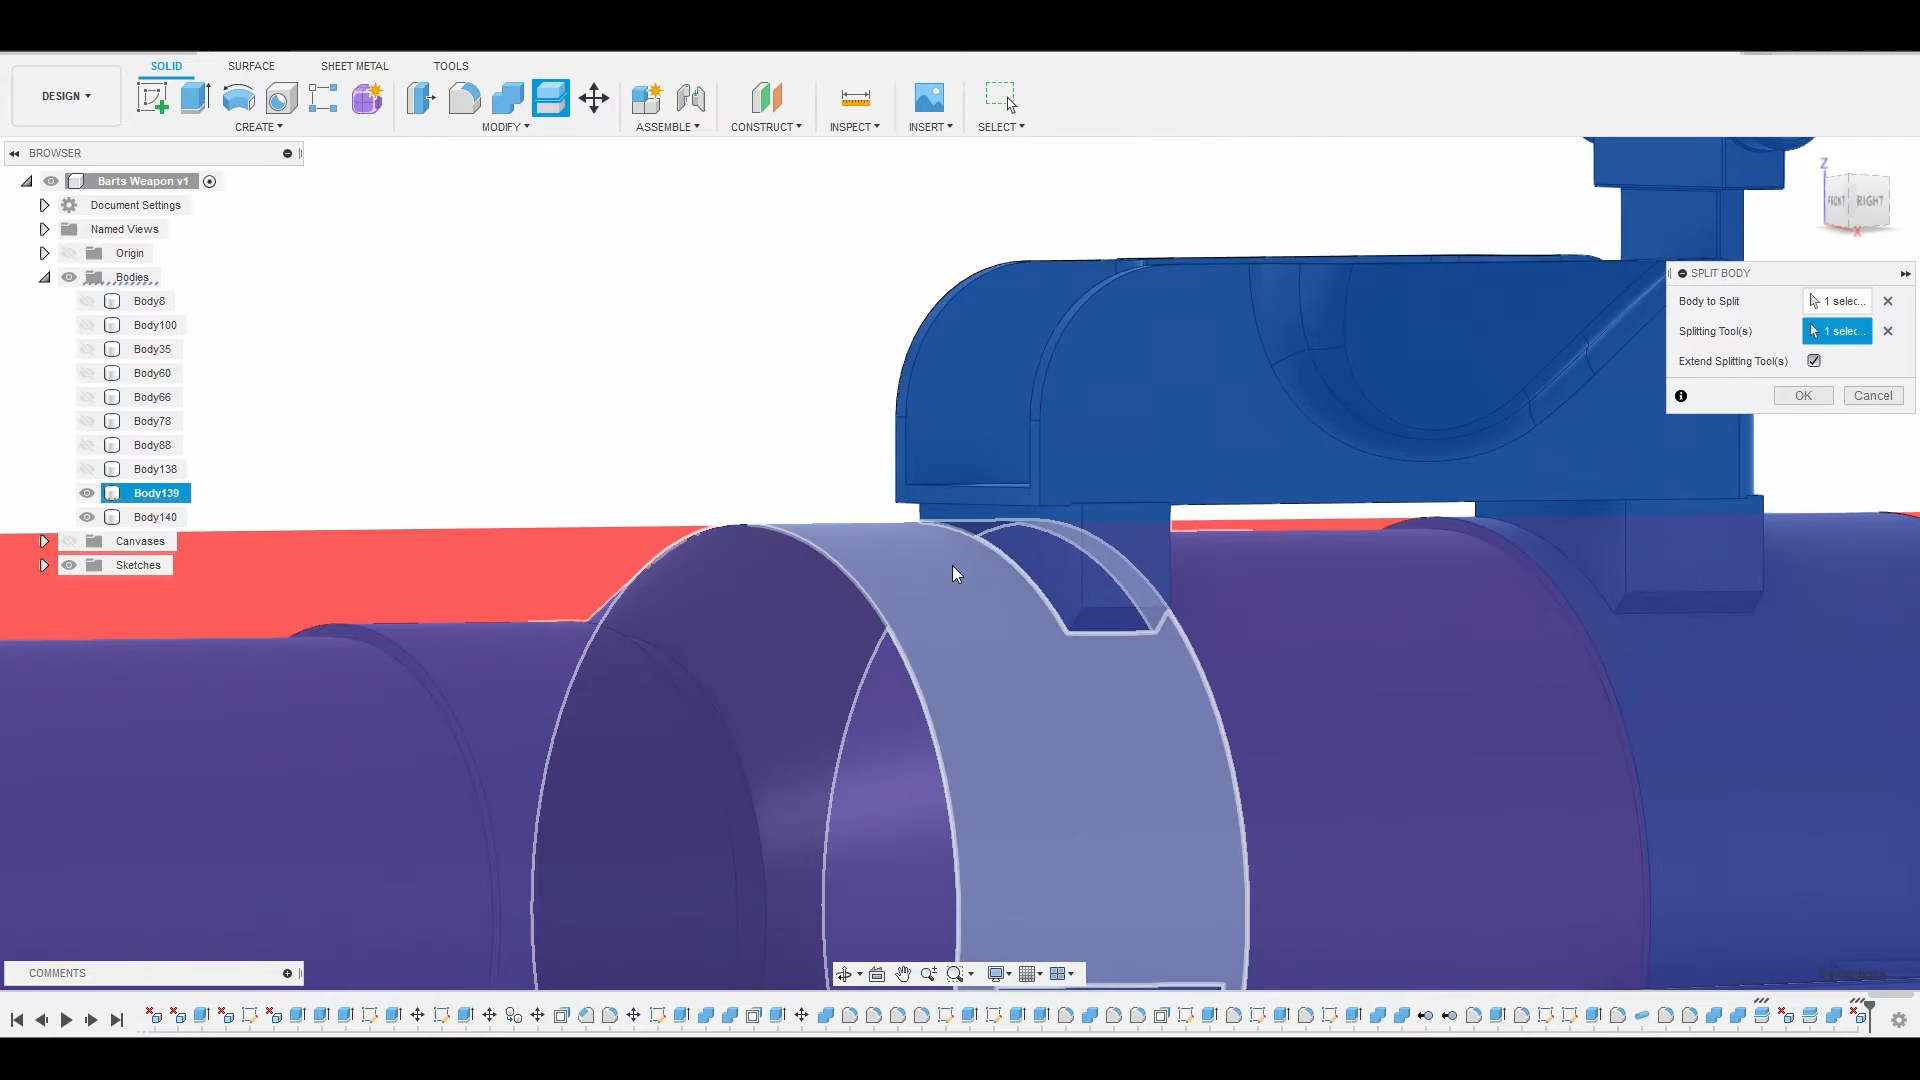 SOLID SURFACE SHEET METAL TOOLS
DESIGN
CREATE MODIFY ASSEMBLE CONSTRUCT INSPECT INSERT SELECT
BROWSER
Barts Weapon v1
Document Settings
Named Views
Origin
Bodies
Body8
Body100
Body35
Body60
Body66
Body78
Body88
Body138
Body139
Body140
Canvases
Sketches
Z
FRONT RIGHT
X
SPLIT BODY
Body to Split 1 selec...
Splitting Tool(s) 1 selec...
Extend Splitting Tool(s)
OK Cancel
COMMENTS